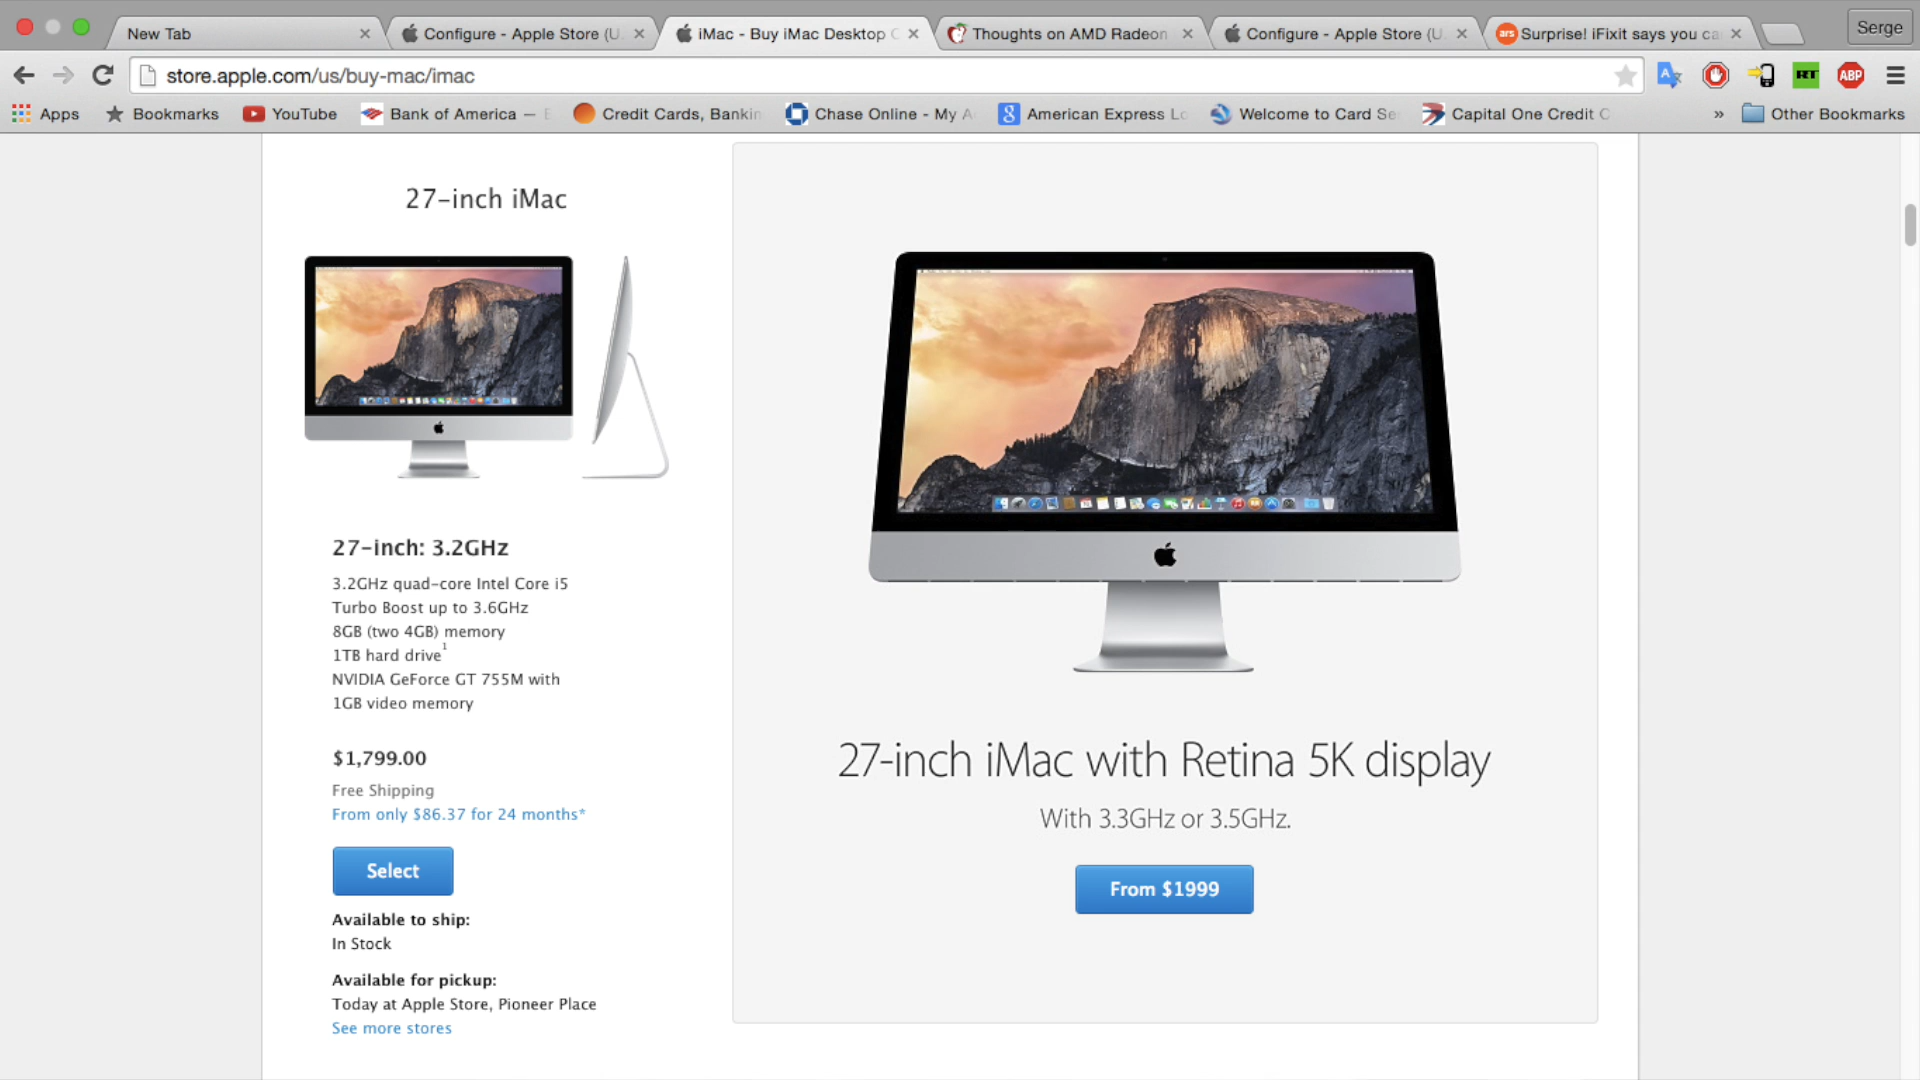 New Tab
Configure - Apple Store (U.
iMac - Buy iMac Desktop C
Thoughts on AMD Radeon
Configure - Apple Store (U.
ars
Surprise! iFixit says you ca
Serge
store.apple.com/us/buy-mac/imac
RT
ABP
Apps
Bookmarks
YouTube
Bank of America — E
Credit Cards, Bankin
Chase Online - My A
American Express Lo
Welcome to Card Se
Capital One Credit C
»
Other Bookmarks
27-inch iMac
27-inch: 3.2GHz
3.2GHz quad-core Intel Core i5
Turbo Boost up to 3.6GHz
8GB (two 4GB) memory
1TB hard drive1
NVIDIA GeForce GT 755M with
1GB video memory
$1,799.00
Free Shipping
From only $86.37 for 24 months*
Select
Available to ship:
In Stock
Available for pickup:
Today at Apple Store, Pioneer Place
See more stores
27-inch iMac with Retina 5K display
With 3.3GHz or 3.5GHz.
From $1999